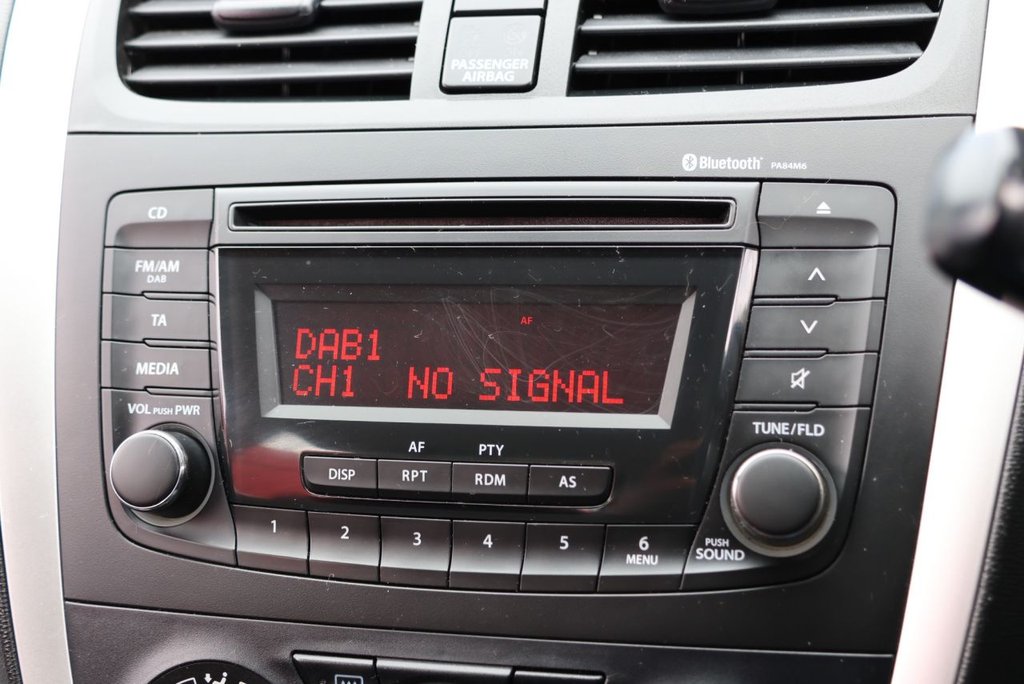 PASSENGER
AIRBAG
Bluetooth PA84M6
CD
FM/AM
DAB
TA
MEDIA
VOL PUSH PWR
AF
DAB1
CH1 NO SIGNAL
AF PTY
DISP RPT RDM AS
1 2 3 4 5 6
MENU
TUNE/FLD
PUSH
SOUND